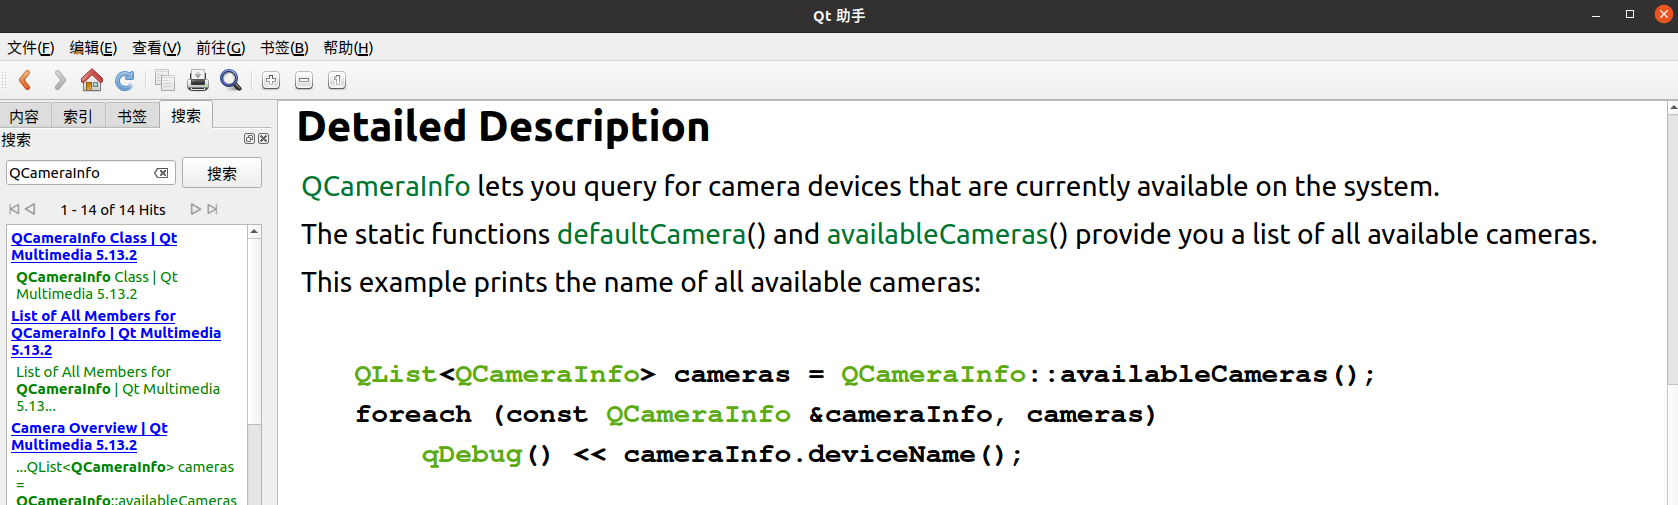 Qt 助手
文件(F) 编辑(E) 查看(V) 前往(G) 书签(B) 帮助(H)
内容 索引 书签 搜索
搜索
QCameraInfo 搜索
1 - 14 of 14 Hits
QCameraInfo Class | Qt
Multimedia 5.13.2
QCameraInfo Class | Qt
Multimedia 5.13.2
List of All Members for
QCameraInfo | Qt Multimedia
5.13.2
List of All Members for
QCameraInfo | Qt Multimedia
5.13...
Camera Overview | Qt
Multimedia 5.13.2
...QList<QCameraInfo> cameras
=
QCameraInfo::availableCameras
Detailed Description
QCameraInfo lets you query for camera devices that are currently available on the system.
The static functions defaultCamera() and availableCameras() provide you a list of all available cameras.
This example prints the name of all available cameras:
QList<QCameraInfo> cameras = QCameraInfo::availableCameras();
foreach (const QCameraInfo &cameraInfo, cameras)
qDebug() << cameraInfo.deviceName();